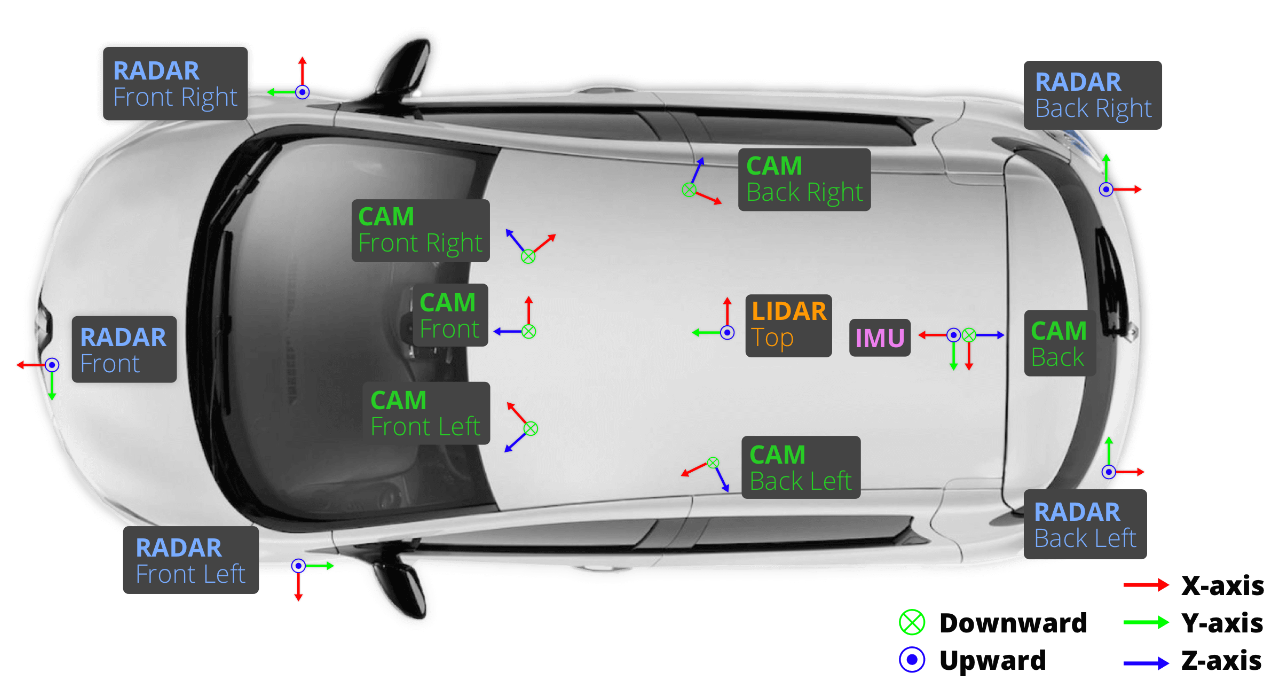 RADAR
Front Right
RADAR
Back Right
CAM
Back Right
CAM
Front Right
CAM
Front
LIDAR
Top
IMU
CAM
Back
RADAR
Front
CAM
Front Left
CAM
Back Left
RADAR
Back Left
RADAR
Front Left
X-axis
Downward
Y-axis
Upward
Z-axis